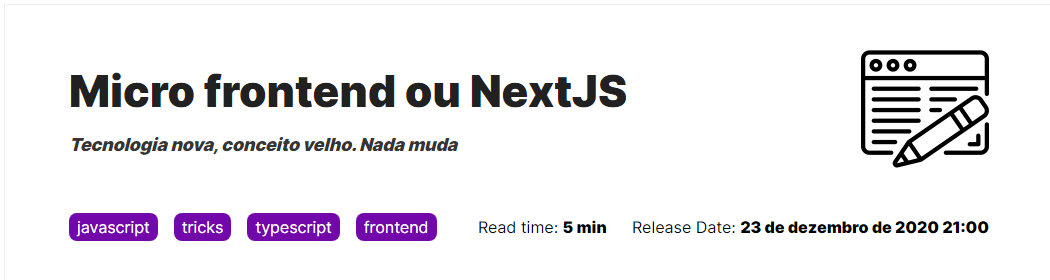 Micro frontend ou NextJS
Tecnologia nova, conceito velho. Nada muda
javascript tricks typescript frontend Read time: 5 min Release Date: 23 de dezembro de 2020 21:00